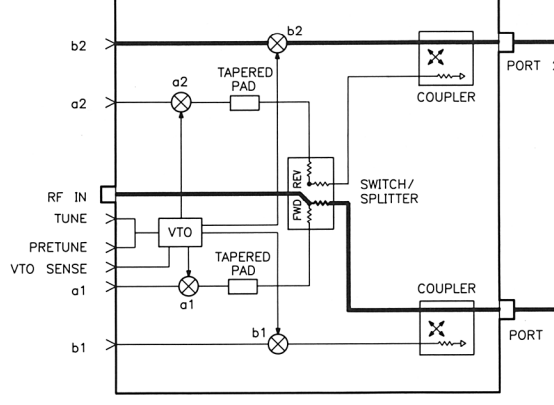 b2
b2
PORT
COUPLER
a2
a2
TAPERED
PAD
REV
FWD
SWITCH/
SPLITTER
RF IN
TUNE
PRETUNE
VTO SENSE
VTO
TAPERED
PAD
a1
a1
COUPLER
PORT
b1
b1